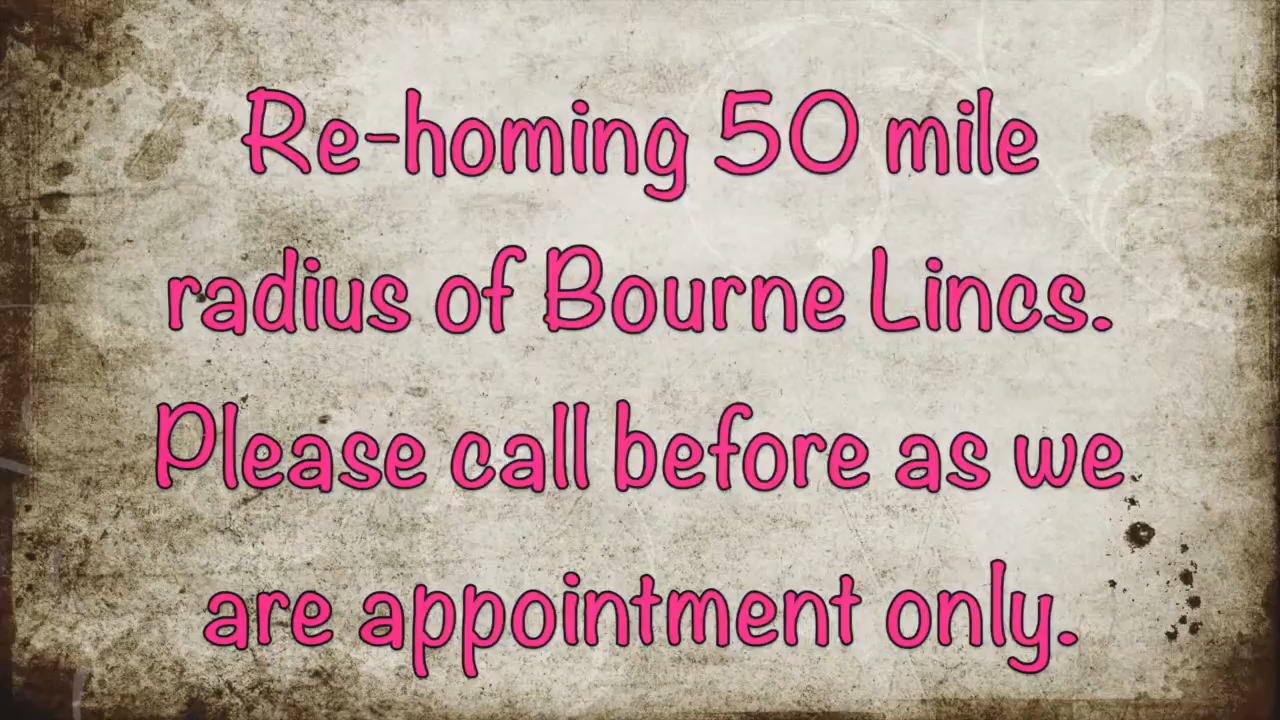 Re-homing 50 mile
radius of Bourne Lincs.
Please call before as we
are appointment only.